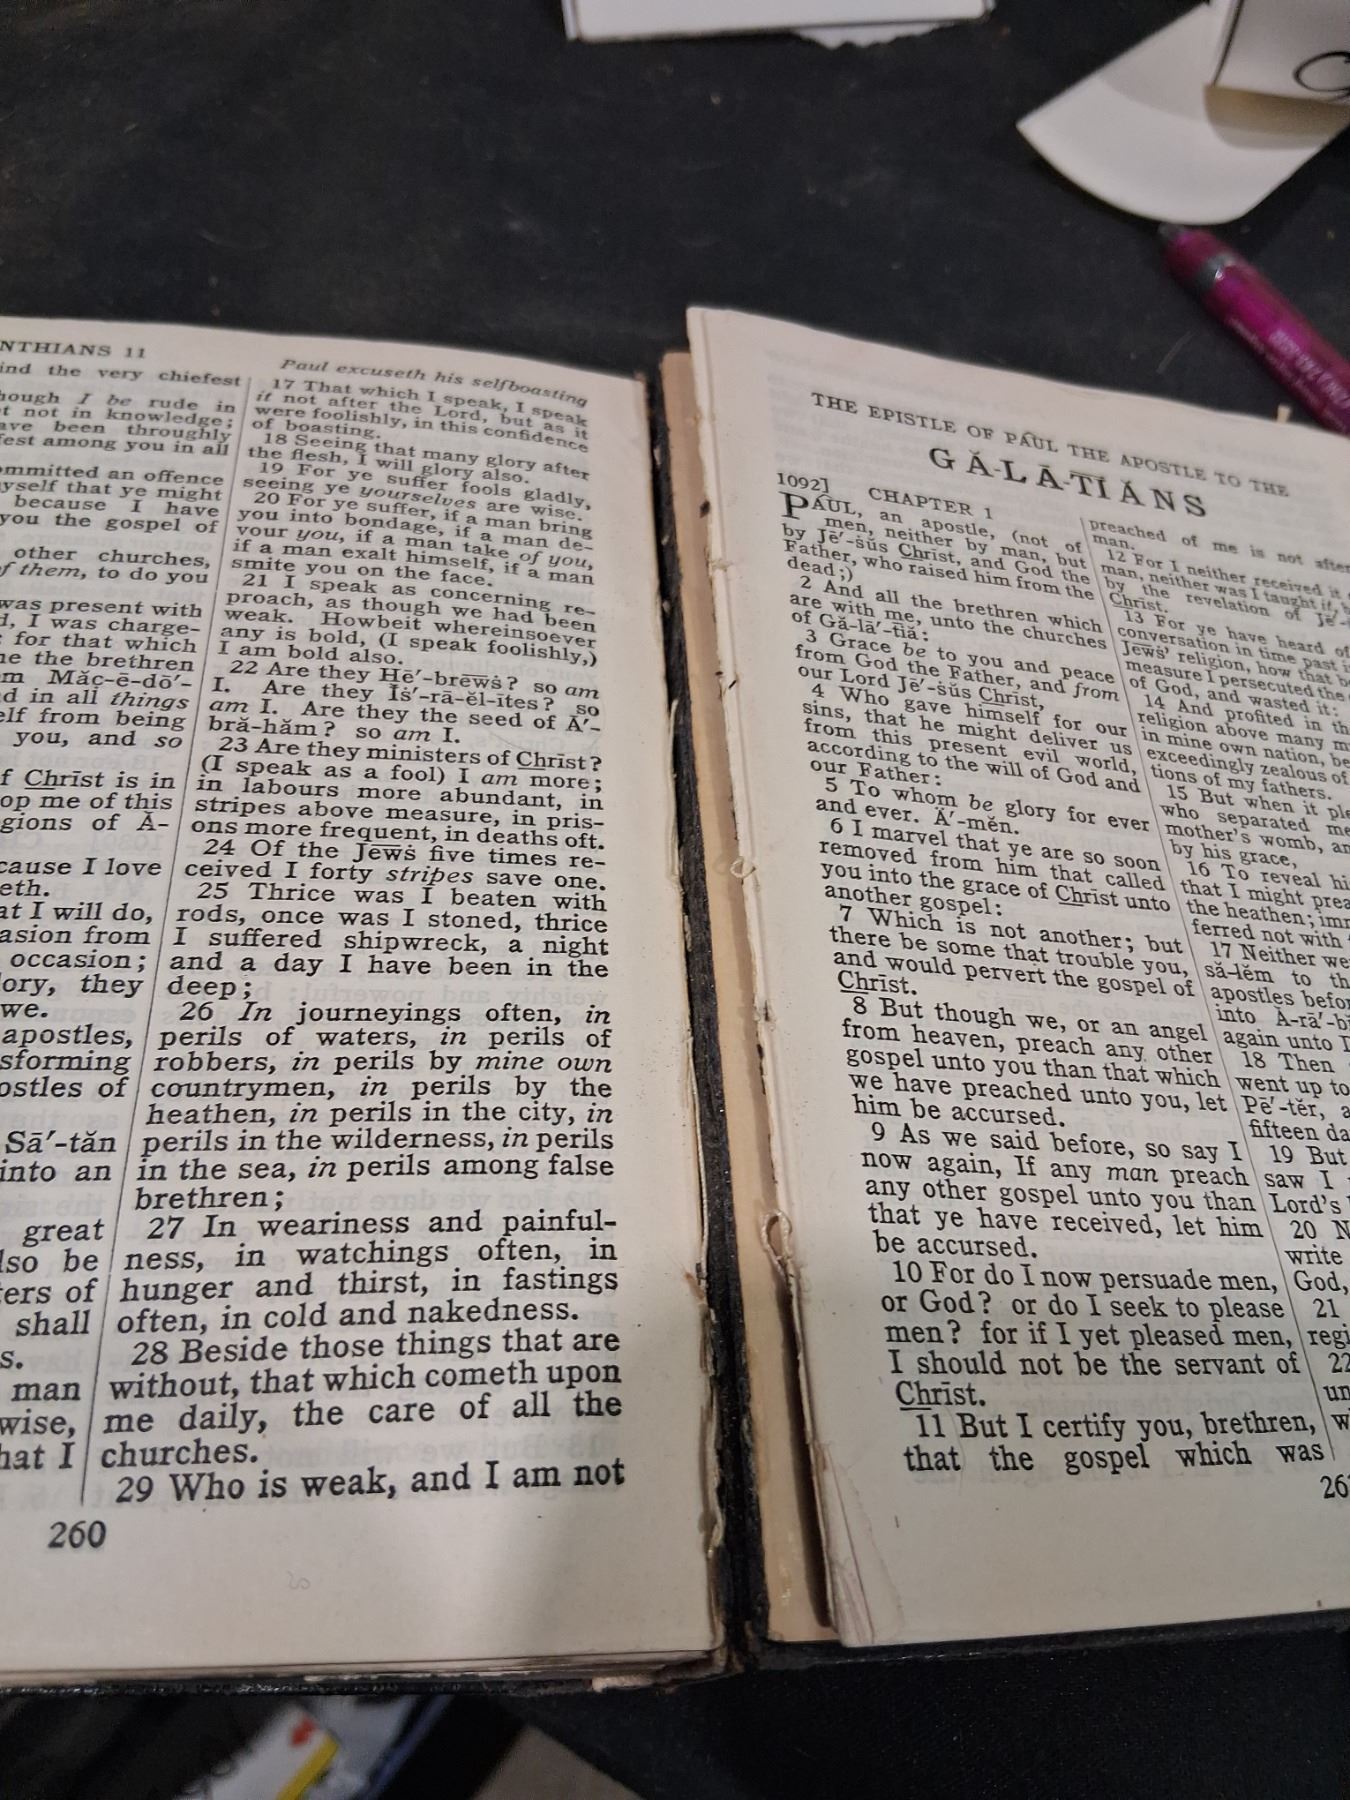 NTHIANS 11
ind the very chiefest
hough I be rude in
t not in knowledge;
ave been throughly
fest among you in all
ommitted an offence
yself that ye might
because I have
you the gospel of
other churches,
f them, to do you
was present with
d, I was charge-
: for that which
ne the brethren
m Măç-ē-dō′-
d in all things
elf from being
you, and so
f Chrīst is in
op me of this
gions of Ȧ-
cause I love
eth.
at I will do,
asion from
occasion;
lory, they
we.
apostles,
sforming
ostles of
Sā′-tăn
into an
great
lso be
ters of
shall
s.
man
wise,
hat I
260
Paul excuseth his selfboasting
17 That which I speak, I speak
it not after the Lord, but as it
were foolishly, in this confidence
of boasting.
18 Seeing that many glory after
the flesh, I will glory also.
19 For ye suffer fools gladly,
seeing ye yourselves are wise.
20 For ye suffer, if a man bring
you into bondage, if a man de-
vour you, if a man take of you,
if a man exalt himself, if a man
smite you on the face.
21 I speak as concerning re-
proach, as though we had been
weak. Howbeit whereinsoever
any is bold, (I speak foolishly,)
I am bold also.
22 Are they Hē′-brewṡ? so am
I. Are they Ĭṡ′-rā-ĕl-ītes? so
am I. Are they the seed of Ā′-
bră-hăm? so am I.
23 Are they ministers of Chrīst?
(I speak as a fool) I am more;
in labours more abundant, in
stripes above measure, in pris-
ons more frequent, in deaths oft.
24 Of the Jewṡ five times re-
ceived I forty stripes save one.
25 Thrice was I beaten with
rods, once was I stoned, thrice
I suffered shipwreck, a night
and a day I have been in the
deep;
26 In journeyings often, in
perils of waters, in perils of
robbers, in perils by mine own
countrymen, in perils by the
heathen, in perils in the city, in
perils in the wilderness, in perils
in the sea, in perils among false
brethren;
27 In weariness and painful-
ness, in watchings often, in
hunger and thirst, in fastings
often, in cold and nakedness.
28 Beside those things that are
without, that which cometh upon
me daily, the care of all the
churches.
29 Who is weak, and I am not
THE EPISTLE OF PAUL THE APOSTLE TO THE
GĂ-LĀ-TĬÁNS
1092]
CHAPTER 1
PAUL, an apostle, (not of
men, neither by man, but
by Jē′-ṡŭs Chrīst, and God the
Father, who raised him from the
dead;)
2 And all the brethren which
are with me, unto the churches
of Gă-lā′-tĭȧ:
3 Grace be to you and peace
from God the Father, and from
our Lord Jē′-ṡŭs Chrīst,
4 Who gave himself for our
sins, that he might deliver us
from this present evil world,
according to the will of God and
our Father:
5 To whom be glory for ever
and ever. Ä′-mĕn.
6 I marvel that ye are so soon
removed from him that called
you into the grace of Chrīst unto
another gospel:
7 Which is not another; but
there be some that trouble you,
and would pervert the gospel of
Chrīst.
8 But though we, or an angel
from heaven, preach any other
gospel unto you than that which
we have preached unto you, let
him be accursed.
9 As we said before, so say I
now again, If any man preach
any other gospel unto you than
that ye have received, let him
be accursed.
10 For do I now persuade men,
or God? or do I seek to please
men? for if I yet pleased men,
I should not be the servant of
Chrīst.
11 But I certify you, brethren,
that the gospel which was
preached of me is not after
man.
12 For I neither received it
man, neither was I taught it,
by the revelation of Jē′-
Chrīst.
13 For ye have heard of
conversation in time past
Jewṡ' religion, how that
measure I persecuted the
of God, and wasted it:
14 And profited in th
religion above many m
in mine own nation, be
exceedingly zealous of
tions of my fathers.
15 But when it ple
who separated me
mother's womb, an
by his grace,
16 To reveal hi
that I might prea
the heathen; imm
ferred not with
17 Neither we
sȧ-lĕm to th
apostles befor
into Ȧ-rā′-bĭ
again unto
18 Then
went up to
Pē′-tĕr, a
fifteen da
19 But
saw I
Lord's
20 N
write
God,
21
regi
22
un
w
26